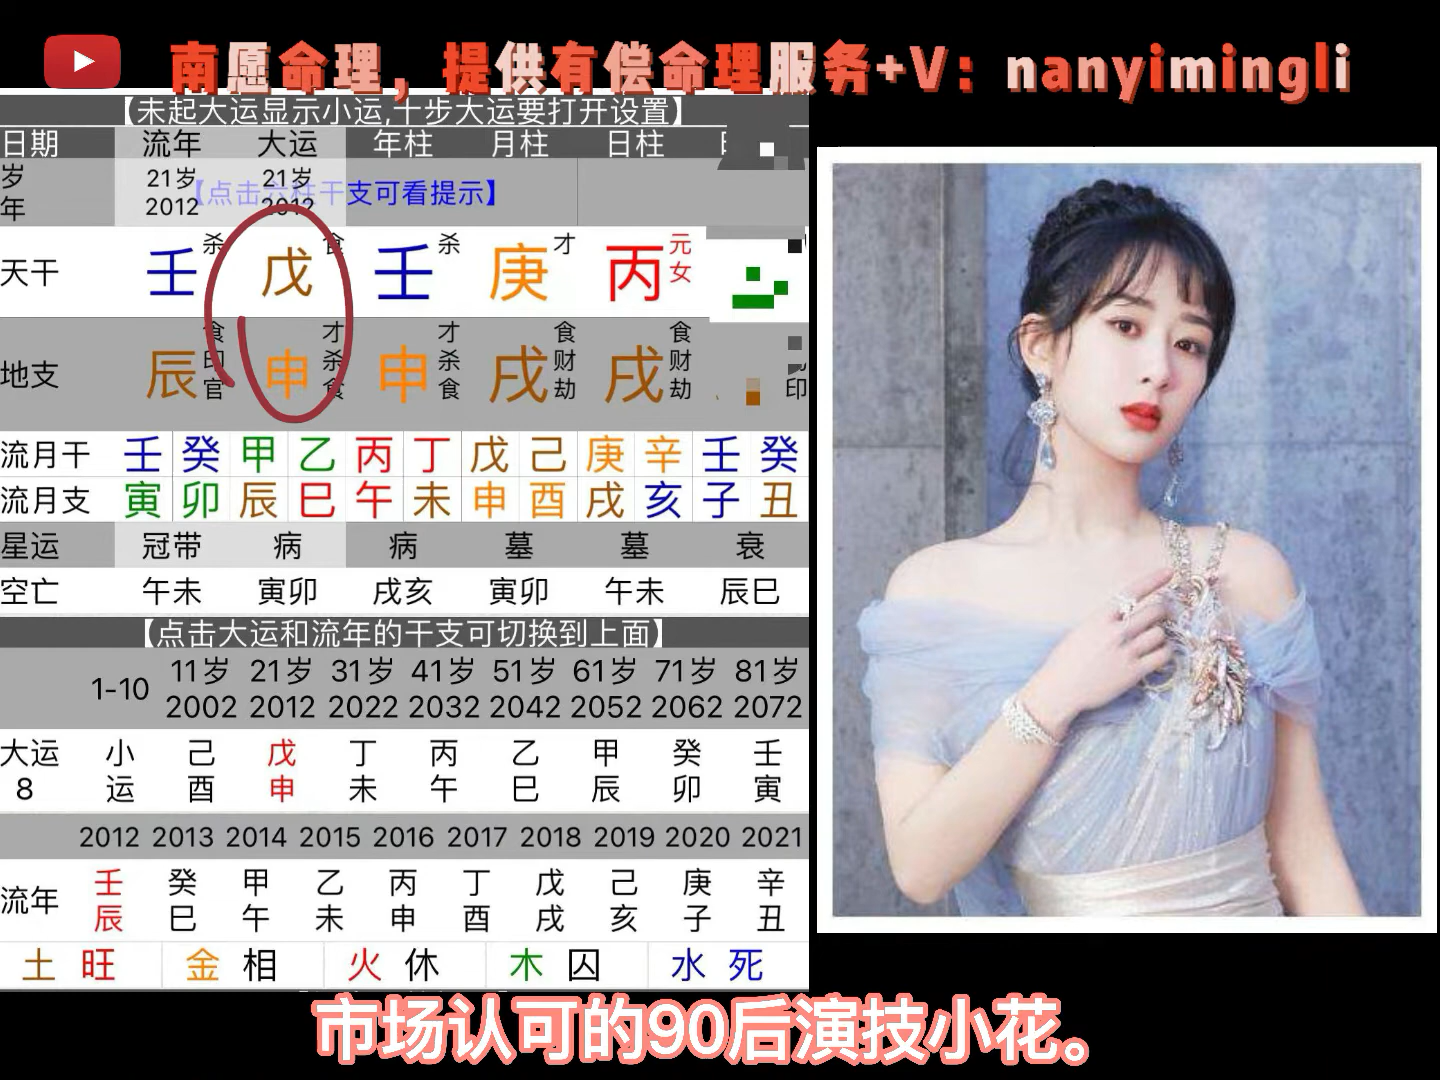 南愿命理，提供有偿命理服务+V：nanyimingli
【未起大运显示小运,十步大运要打开设置】
日期 流年 大运 年柱 月柱 日柱
岁 21岁 21岁
年 2012 2012
【点击六柱干支可看提示】
天干 壬 杀 戊 食 壬 杀 庚 才 丙 元女
地支 辰 食印官 申 才杀食 申 才杀食 戌 食财劫 戌 食财劫 印
流月干 壬 癸 甲 乙 丙 丁 戊 己 庚 辛 壬 癸
流月支 寅 卯 辰 巳 午 未 申 酉 戌 亥 子 丑
星运 冠带 病 病 墓 墓 衰
空亡 午未 寅卯 戌亥 寅卯 午未 辰巳
【点击大运和流年的干支可切换到上面】
1-10 11岁 21岁 31岁 41岁 51岁 61岁 71岁 81岁
2002 2012 2022 2032 2042 2052 2062 2072
大运 小 己 戊 丁 丙 乙 甲 癸 壬
8 运 酉 申 未 午 巳 辰 卯 寅
2012 2013 2014 2015 2016 2017 2018 2019 2020 2021
流年 壬 癸 甲 乙 丙 丁 戊 己 庚 辛
辰 巳 午 未 申 酉 戌 亥 子 丑
土 旺 金 相 火 休 木 囚 水 死
市场认可的90后演技小花。